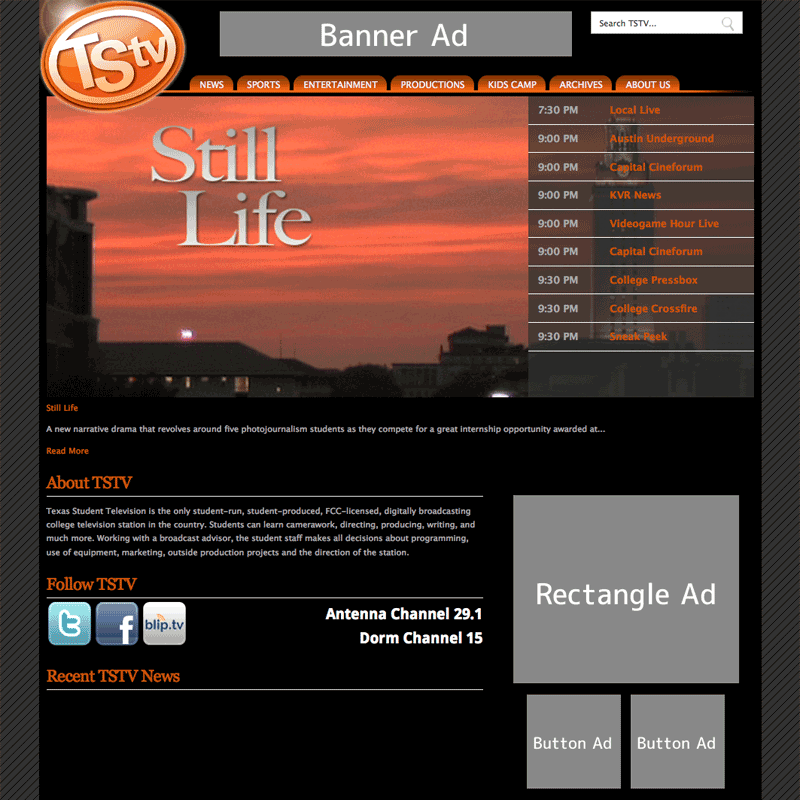 TStv
Banner Ad
Search TSTV...
NEWS
SPORTS
ENTERTAINMENT
PRODUCTIONS
KIDS CAMP
ARCHIVES
ABOUT US
Still
Life
7:30 PM Local Live
9:00 PM Austin Underground
9:00 PM Capital Cineforum
9:00 PM KVR News
9:00 PM Videogame Hour Live
9:00 PM Capital Cineforum
9:30 PM College Pressbox
9:30 PM College Crossfire
9:30 PM Sneak Peek
Still Life
A new narrative drama that revolves around five photojournalism students as they compete for a great internship opportunity awarded at...
Read More
About TSTV
Texas Student Television is the only student-run, student-produced, FCC-licensed, digitally broadcasting
college television station in the country. Students can learn camerawork, directing, producing, writing, and
much more. Working with a broadcast advisor, the student staff makes all decisions about programming,
use of equipment, marketing, outside production projects and the direction of the station.
Follow TSTV
t
f
blip.tv
Antenna Channel 29.1
Dorm Channel 15
Recent TSTV News
Rectangle Ad
Button Ad
Button Ad